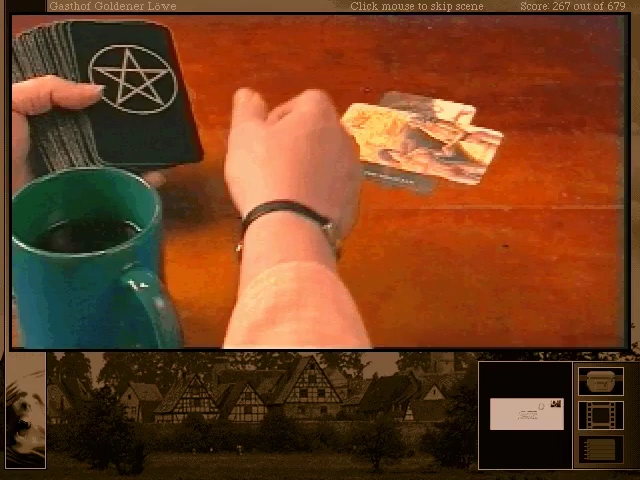 Gasthof Goldener Löwe
Click mouse to skip scene
Score: 267 out of 679